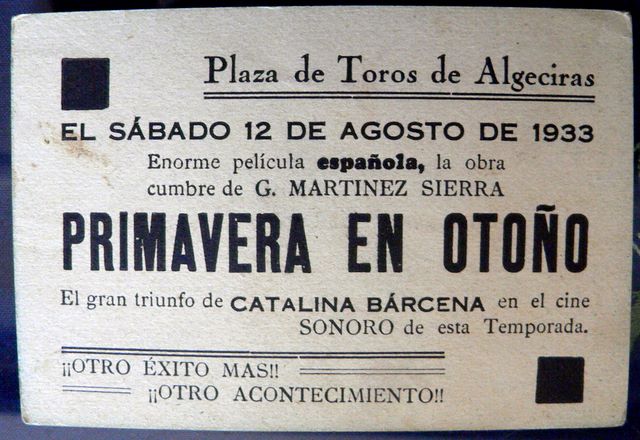 Plaza de Toros de Algeciras
EL SÁBADO 12 DE AGOSTO DE 1933
Enorme película española, la obra
cumbre de G. MARTINEZ SIERRA
PRIMAVERA EN OTOÑO
El gran triunfo de CATALINA BÁRCENA en el cine
SONORO de esta Temporada.
¡¡OTRO ÉXITO MAS!!
¡¡OTRO ACONTECIMIENTO!!